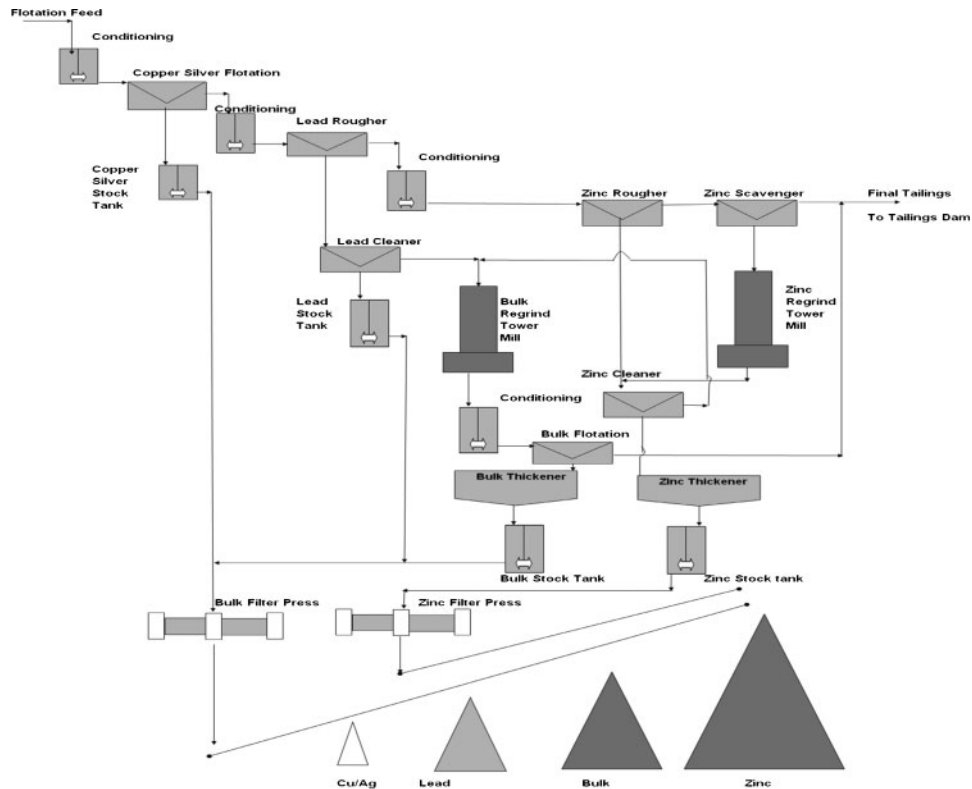 Flotation Feed
Conditioning
Copper Silver Flotation
Conditioning
Lead Rougher
Conditioning
Copper
Silver
Stock
Tank
Zinc Rougher
Zinc Scavenger
Final Tailings
To Tailings Dam
Lead Cleaner
Lead
Stock
Tank
Bulk
Regrind
Tower
Mill
Zinc
Regrind
Tower
Mill
Zinc Cleaner
Conditioning
Bulk Flotation
Bulk Thickener
Zinc Thickener
Bulk Stock Tank
Zinc Stock tank
Bulk Filter Press
Zinc Filter Press
Cu/Ag
Lead
Bulk
Zinc